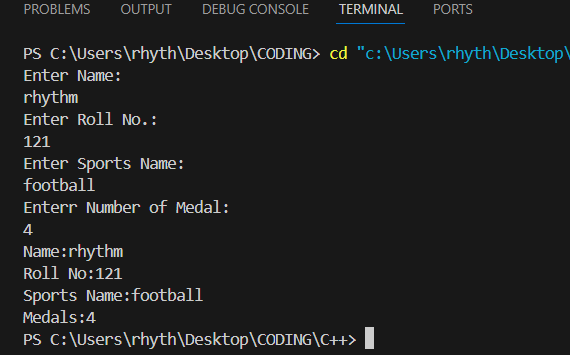 PROBLEMS OUTPUT DEBUG CONSOLE TERMINAL PORTS
PS C:\Users\rhyth\Desktop\CODING> cd "c:\Users\rhyth\Desktop\
Enter Name:
rhythm
Enter Roll No.:
121
Enter Sports Name:
football
Enterr Number of Medal:
4
Name:rhythm
Roll No:121
Sports Name:football
Medals:4
PS C:\Users\rhyth\Desktop\CODING\C++>